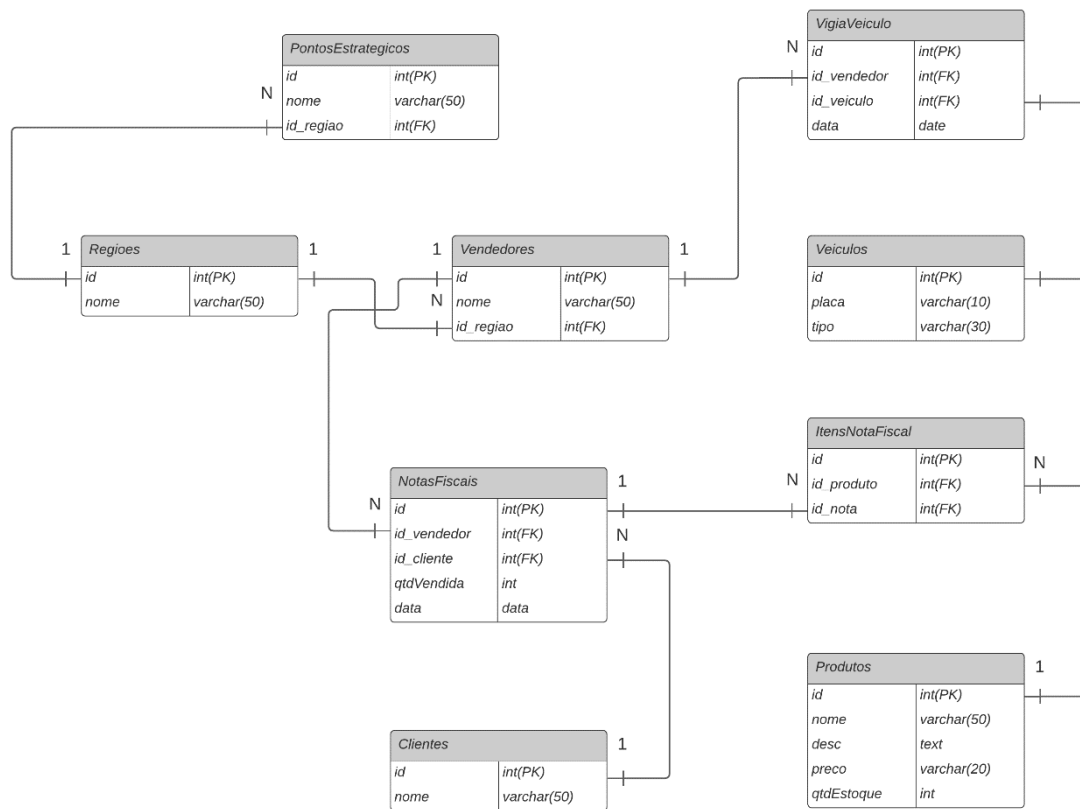 VigiaVeiculo
N
id int(PK)
id_vendedor int(FK)
id_veiculo int(FK)
data date
PontosEstrategicos
N
id int(PK)
nome varchar(50)
id_regiao int(FK)
1
Regioes
1
id int(PK)
nome varchar(50)
1
Vendedores
1
N
id int(PK)
nome varchar(50)
id_regiao int(FK)
Veiculos
id int(PK)
placa varchar(10)
tipo varchar(30)
ItensNotaFiscal
N
N
id int(PK)
id_produto int(FK)
id_nota int(FK)
NotasFiscais
1
N
N
id int(PK)
id_vendedor int(FK)
id_cliente int(FK)
qtdVendida int
data data
Produtos
1
id int(PK)
nome varchar(50)
desc text
preco varchar(20)
qtdEstoque int
Clientes
1
id int(PK)
nome varchar(50)